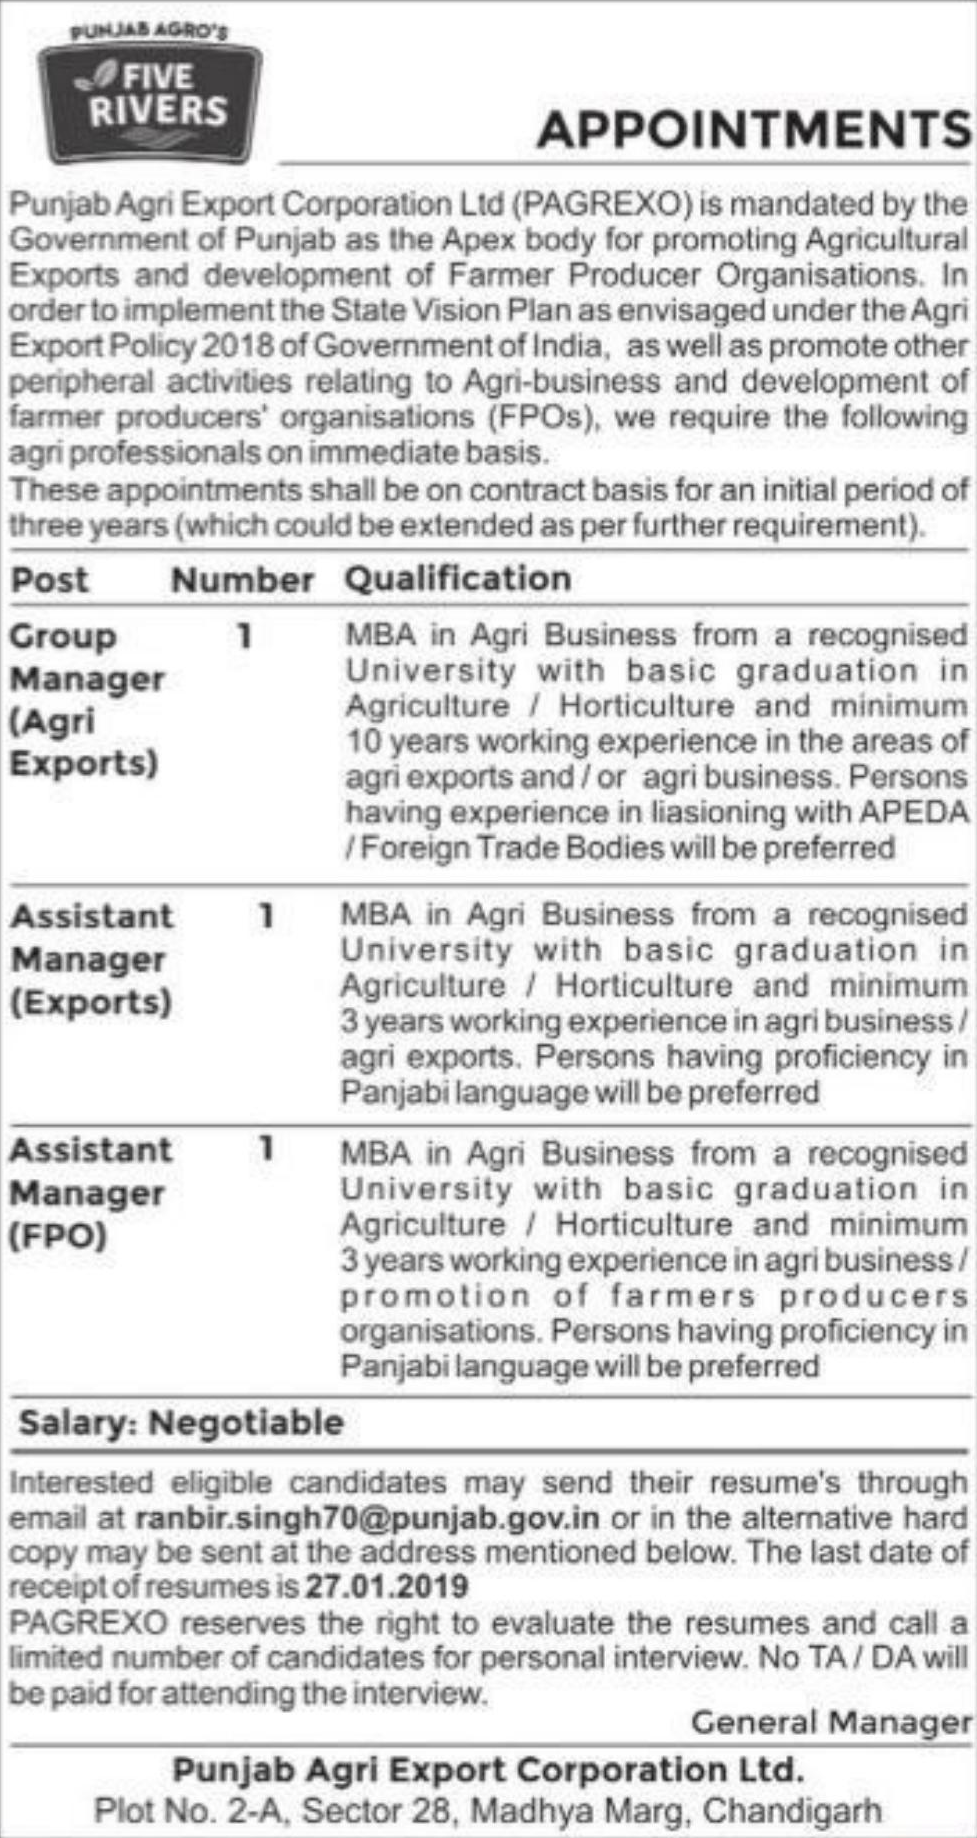 PUNJAB AGRO'S
FIVE
RIVERS
APPOINTMENTS
Punjab Agri Export Corporation Ltd (PAGREXO) is mandated by the
Government of Punjab as the Apex body for promoting Agricultural
Exports and development of Farmer Producer Organisations. In
order to implement the State Vision Plan as envisaged under the Agri
Export Policy 2018 of Government of India, as well as promote other
peripheral activities relating to Agri-business and development of
farmer producers' organisations (FPOs), we require the following
agri professionals on immediate basis.
These appointments shall be on contract basis for an initial period of
three years (which could be extended as per further requirement).
Post Number Qualification
Group 1 MBA in Agri Business from a recognised
Manager University with basic graduation in
(Agri Agriculture / Horticulture and minimum
Exports) 10 years working experience in the areas of
agri exports and / or agri business. Persons
having experience in liasioning with APEDA
/ Foreign Trade Bodies will be preferred
Assistant 1 MBA in Agri Business from a recognised
Manager University with basic graduation in
(Exports) Agriculture / Horticulture and minimum
3 years working experience in agri business /
agri exports. Persons having proficiency in
Panjabi language will be preferred
Assistant 1 MBA in Agri Business from a recognised
Manager University with basic graduation in
(FPO) Agriculture / Horticulture and minimum
3 years working experience in agri business /
promotion of farmers producers
organisations. Persons having proficiency in
Panjabi language will be preferred
Salary: Negotiable
Interested eligible candidates may send their resume's through
email at ranbir.singh70@punjab.gov.in or in the alternative hard
copy may be sent at the address mentioned below. The last date of
receipt of resumes is 27.01.2019
PAGREXO reserves the right to evaluate the resumes and call a
limited number of candidates for personal interview. No TA / DA will
be paid for attending the interview.
General Manager
Punjab Agri Export Corporation Ltd.
Plot No. 2-A, Sector 28, Madhya Marg, Chandigarh